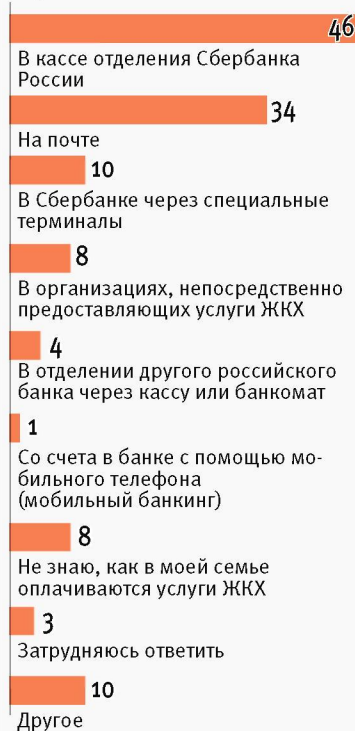 46
В кассе отделения Сбербанка
России
34
На почте
10
В Сбербанке через специальные
терминалы
8
В организациях, непосредственно
предоставляющих услуги ЖКХ
4
В отделении другого российского
банка через кассу или банкомат
1
Со счета в банке с помощью мо-
бильного телефона
(мобильный банкинг)
8
Не знаю, как в моей семье
оплачиваются услуги ЖКХ
3
Затрудняюсь ответить
10
Другое